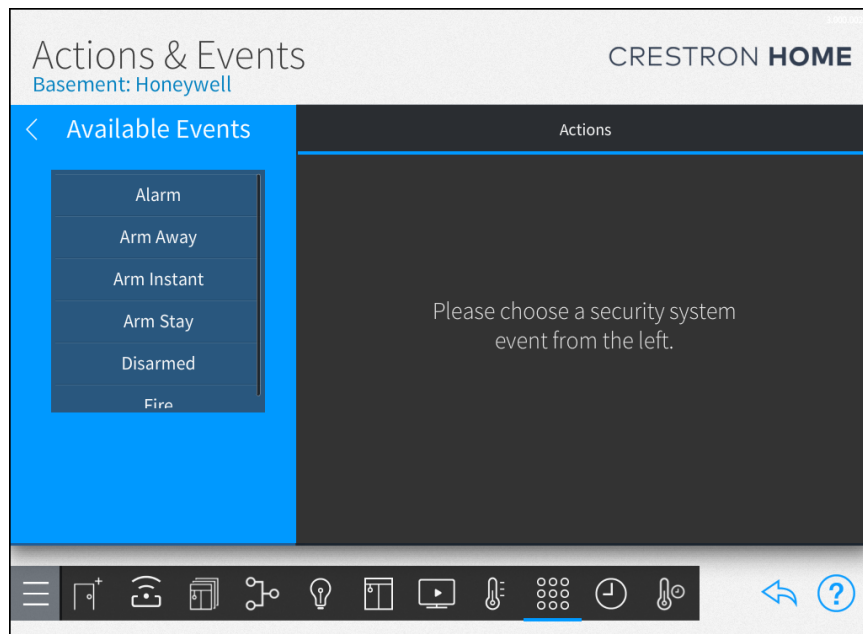 Actions & Events
Basement: Honeywell
CRESTRON HOME
Available Events
Actions
Alarm
Arm Away
Arm Instant
Arm Stay
Disarmed
Fire
Please choose a security system
event from the left.
?